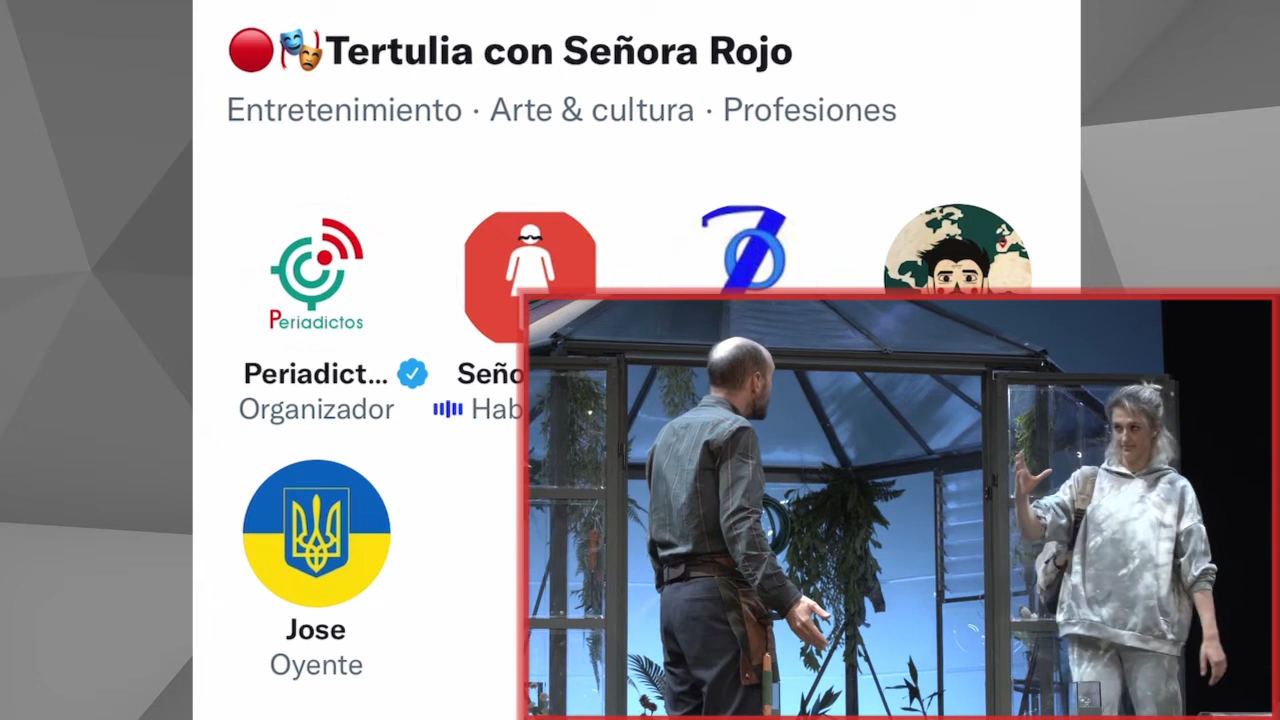 🔴🎭Tertulia con Señora Rojo
Entretenimiento · Arte & cultura · Profesiones
Periadictos
Periadict... Seño
Organizador Hab
Jose
Oyente